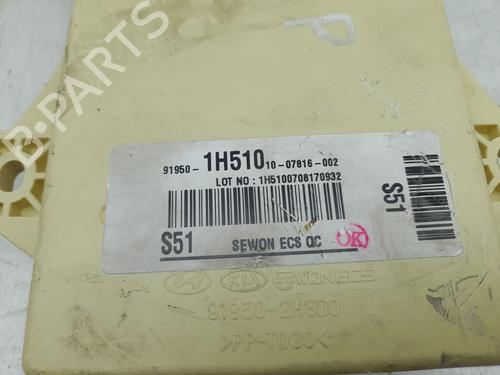 P
91950- 1H510 10-07816-002
LOT NO : 1H5100708170932
S51
S51 SEWON ECS QC OK
KIA SEWONECS
91950-2H500
>PP-TD30<
B-Parts